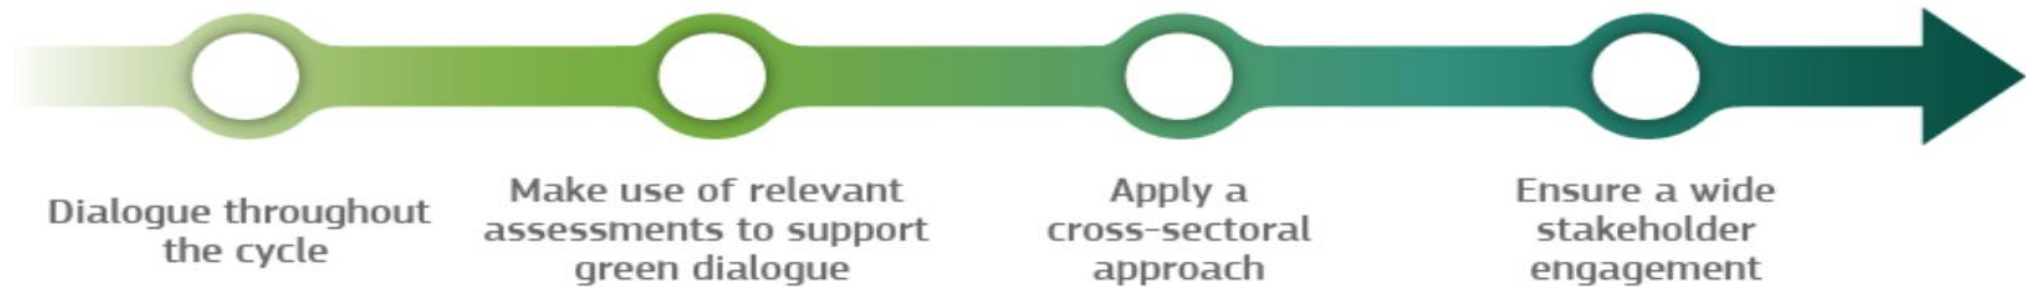 Dialogue throughout
the cycle
Make use of relevant
assessments to support
green dialogue
Apply a
cross-sectoral
approach
Ensure a wide
stakeholder
engagement